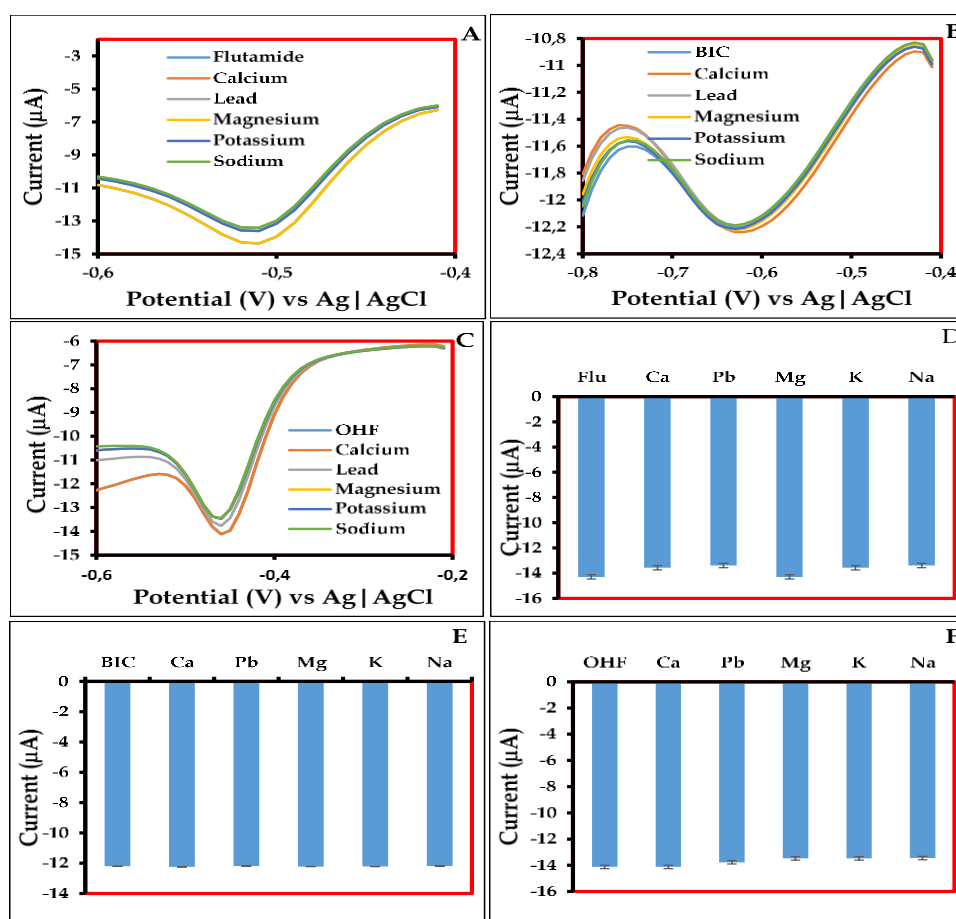 A
-3
-5
-7
-9
-11
-13
-15
Current (µA)
Flutamide
Calcium
Lead
Magnesium
Potassium
Sodium
-0,6
-0,5
-0,4
Potential (V) vs Ag|AgCl
B
-10,8
-11
-11,2
-11,4
-11,6
-11,8
-12
-12,2
-12,4
Current (µA)
BIC
Calcium
Lead
Magnesium
Potassium
Sodium
-0,8
-0,7
-0,6
-0,5
-0,4
Potential (V) vs Ag|AgCl
C
-6
-7
-8
-9
-10
-11
-12
-13
-14
-15
Current (µA)
OHF
Calcium
Lead
Magnesium
Potassium
Sodium
-0,6
-0,4
-0,2
Potential (V) vs Ag|AgCl
D
Flu Ca Pb Mg K Na
0
-2
-4
-6
-8
-10
-12
-14
-16
Current (µA)
E
BIC Ca Pb Mg K Na
0
-2
-4
-6
-8
-10
-12
-14
Current (µA)
F
OHF Ca Pb Mg K Na
0
-2
-4
-6
-8
-10
-12
-14
-16
Current (µA)